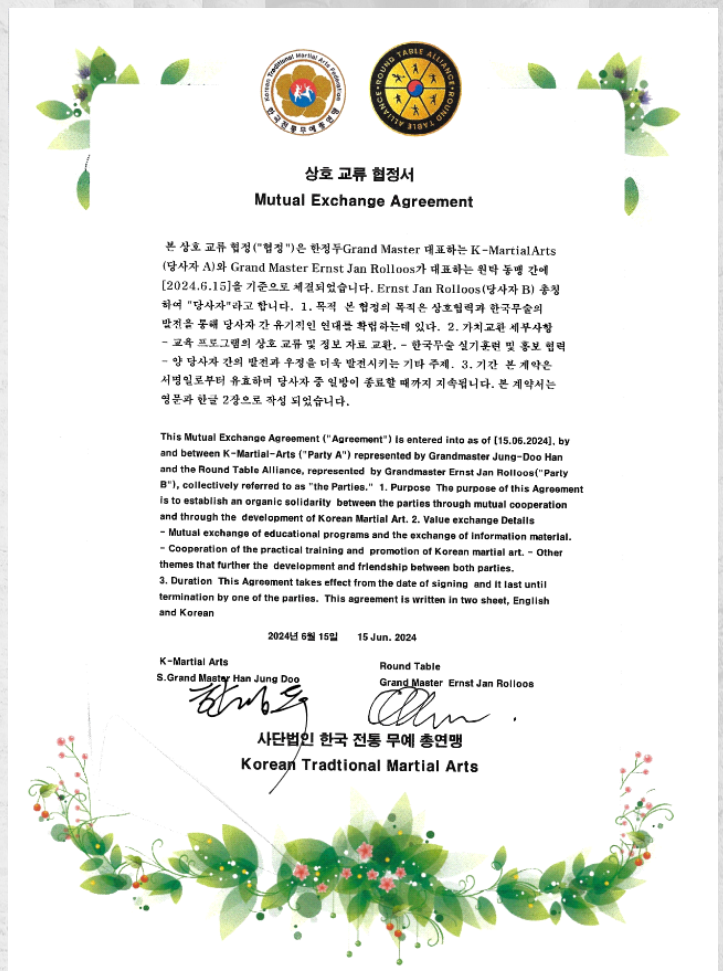 Korean Traditional Martial Arts Federation
한국전통무예총연맹
ROUND TABLE ALLIANCE • ROUND TABLE ALLIANCE •
상호 교류 협정서
Mutual Exchange Agreement
본 상호 교류 협정("협정")은 한정두Grand Master 대표하는 K-MartialArts
(당사자 A)와 Grand Master Ernst Jan Rolloos가 대표하는 원탁 동맹 간에
[2024.6.15]을 기준으로 체결되었습니다. Ernst Jan Rolloos(당사자 B) 총칭
하여 "당사자"라고 합니다. 1. 목적 본 협정의 목적은 상호협력과 한국무술의
발전을 통해 당사자 간 유기적인 연대를 확립하는데 있다. 2. 가치교환 세부사항
- 교육 프로그램의 상호 교류 및 정보 자료 교환. - 한국무술 실기훈련 및 홍보 협력
- 양 당사자 간의 발전과 우정을 더욱 발전시키는 기타 주제. 3. 기간 본 계약은
서명일로부터 유효하며 당사자 중 일방이 종료할 때까지 지속됩니다. 본 계약서는
영문과 한글 2장으로 작성 되었습니다.
This Mutual Exchange Agreement ("Agreement") is entered into as of [15.06.2024], by
and between K-Martial-Arts ("Party A") represented by Grandmaster Jung-Doo Han
and the Round Table Alliance, represented by Grandmaster Ernst Jan Rolloos("Party
B"), collectively referred to as "the Parties." 1. Purpose The purpose of this Agreement
is to establish an organic solidarity between the parties through mutual cooperation
and through the development of Korean Martial Art. 2. Value exchange Details
- Mutual exchange of educational programs and the exchange of information material.
- Cooperation of the practical training and promotion of Korean martial art. - Other
themes that further the development and friendship between both parties.
3. Duration This Agreement takes effect from the date of signing and it last until
termination by one of the parties. This agreement is written in two sheet, English
and Korean
2024년 6월 15일 15 Jun. 2024
K-Martial Arts Round Table
S.Grand Master Han Jung Doo Grand Master Ernst Jan Rolloos
한정두
사단법인 한국 전통 무예 총연맹
Korean Tradtional Martial Arts